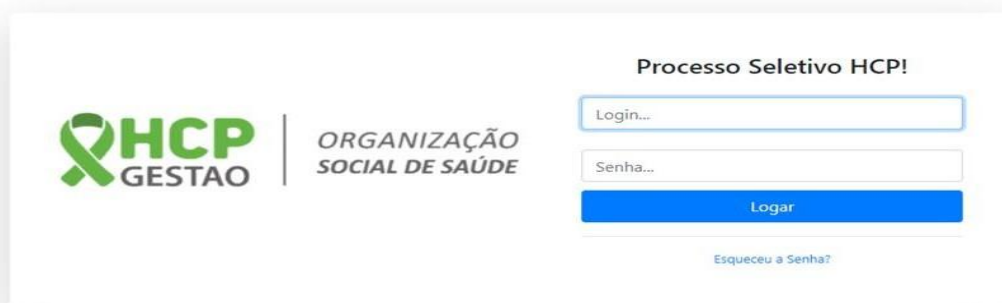 HCP
GESTAO
ORGANIZAÇÃO
SOCIAL DE SAÚDE
Processo Seletivo HCP!
Login...
Senha...
Logar
Esqueceu a Senha?